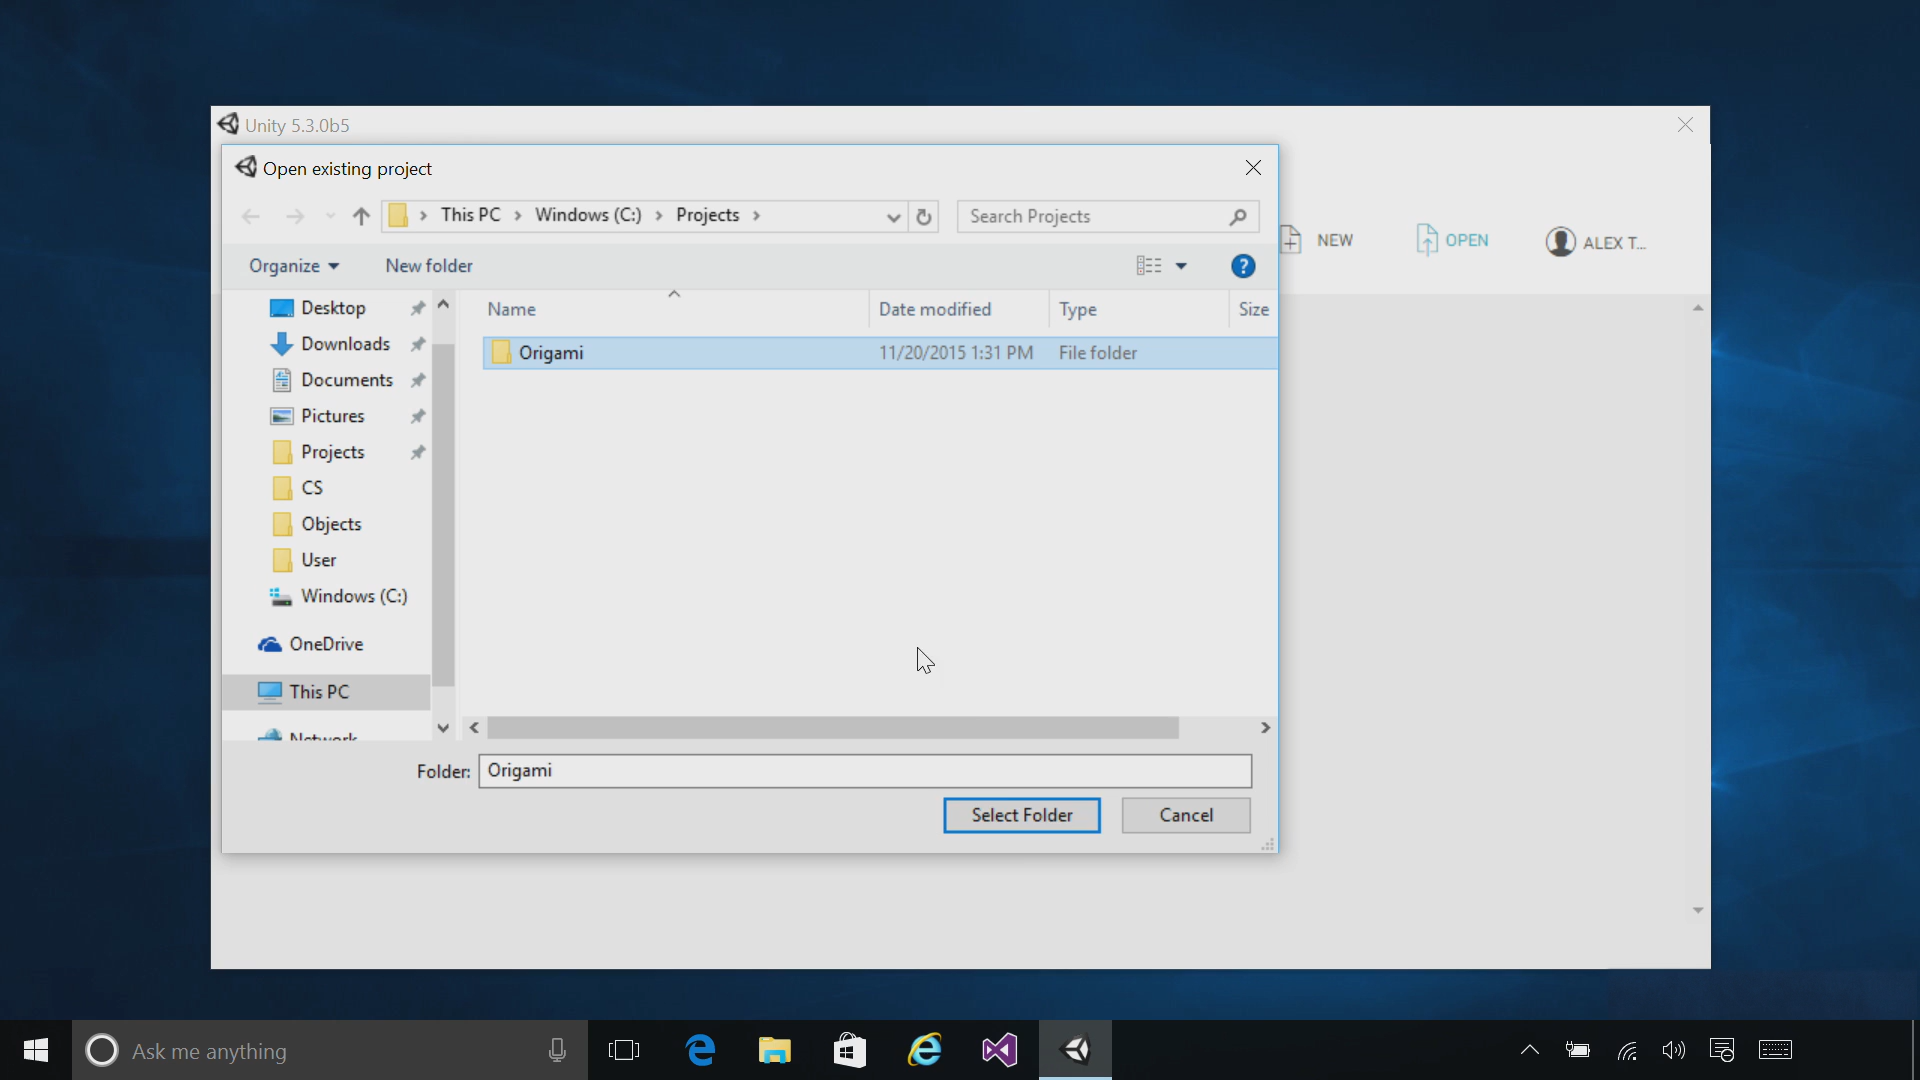 Unity 5.3.0b5
Open existing project
This PC Windows (C:) Projects
Search Projects
NEW
OPEN
ALEX T...
Organize
New folder
?
Name
Date modified
Type
Size
Origami
11/20/2015 1:31 PM
File folder
Desktop
Downloads
Documents
Pictures
Projects
CS
Objects
User
Windows (C:)
OneDrive
This PC
Network
Folder:
Origami
Select Folder
Cancel
Ask me anything